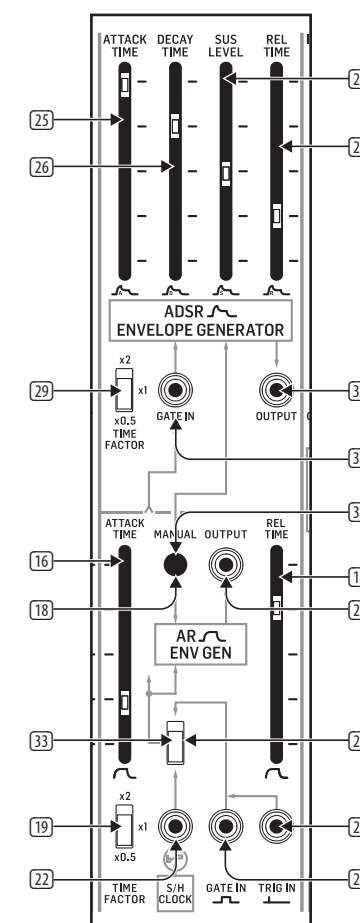 ATTACK TIME DECAY TIME SUS LEVEL REL TIME
25
26
A D S R
ADSR
ENVELOPE GENERATOR
x2
29 x1
x0.5
TIME FACTOR
GATE IN OUTPUT
ATTACK TIME MANUAL OUTPUT REL TIME
16
18
AR
ENV GEN
33
x2
19 x1
x0.5
22
TIME FACTOR S/H CLOCK GATE IN TRIG IN